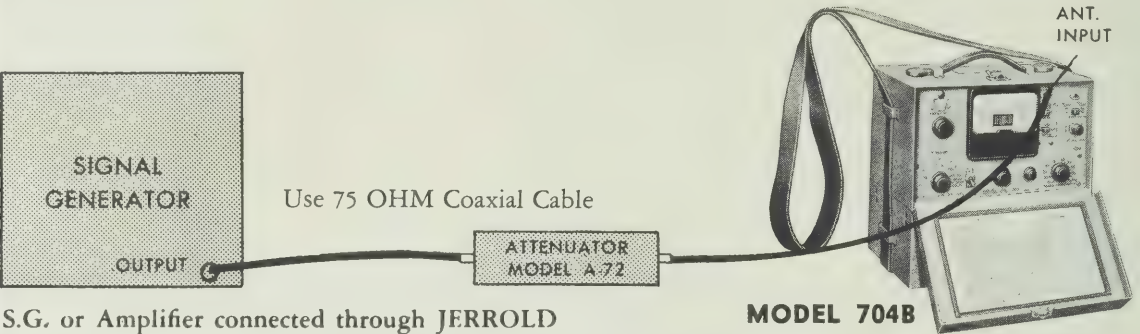 ANT.
INPUT
SIGNAL
GENERATOR
Use 75 OHM Coaxial Cable
OUTPUT
ATTENUATOR
MODEL A-72
S.G. or Amplifier connected through JERROLD
MODEL 704B